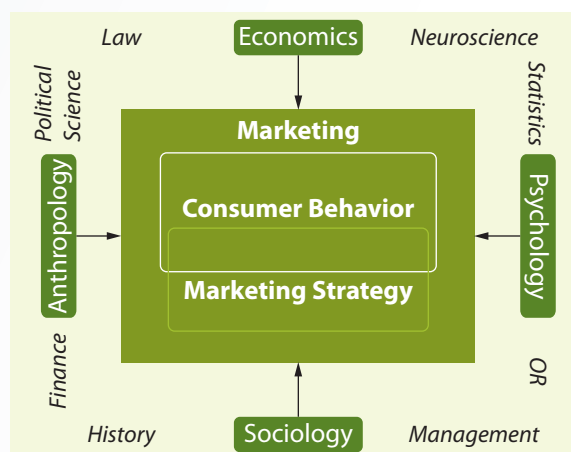 Law
Economics
Neuroscience
Political
Science
Statistics
Marketing
Consumer Behavior
Anthropology
Psychology
Marketing Strategy
Finance
OR
History
Sociology
Management